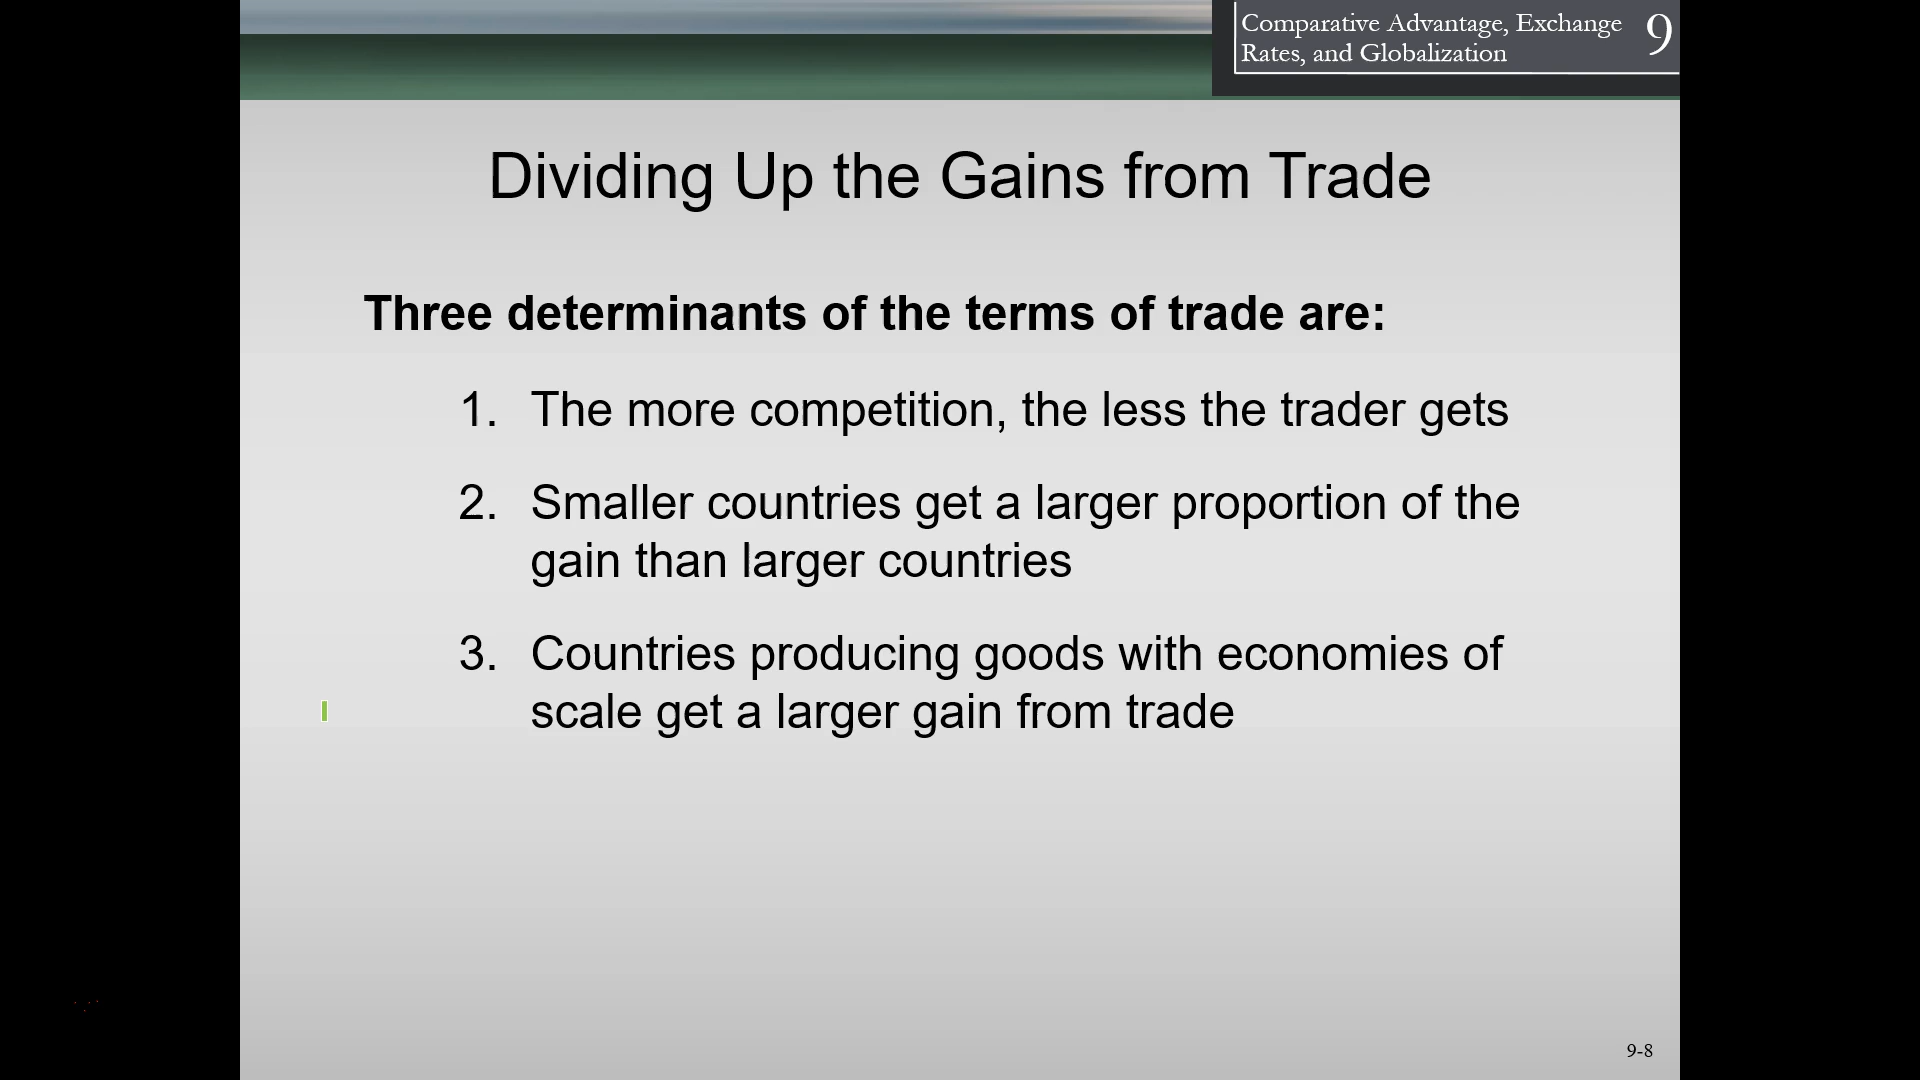 Comparative Advantage, Exchange
Rates, and Globalization
9
Dividing Up the Gains from Trade
Three determinants of the terms of trade are:
1. The more competition, the less the trader gets
2. Smaller countries get a larger proportion of the
gain than larger countries
3. Countries producing goods with economies of
scale get a larger gain from trade
9-8